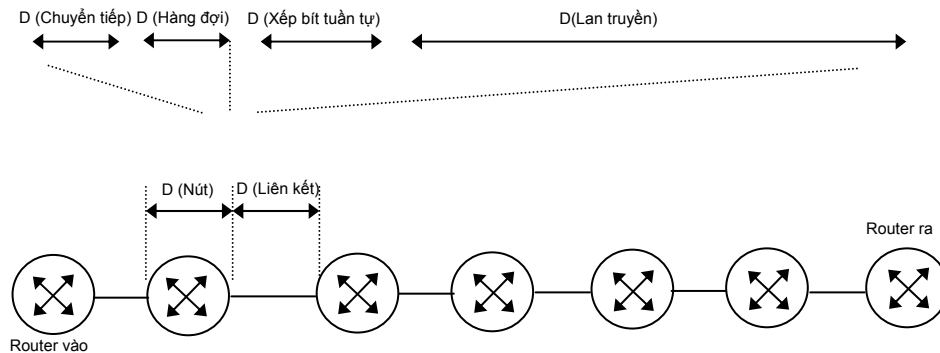 D (Chuyển tiếp) D (Hàng đợi) D (Xếp bít tuần tự) D(Lan truyền)
D (Nút) D (Liên kết)
Router ra
Router vào